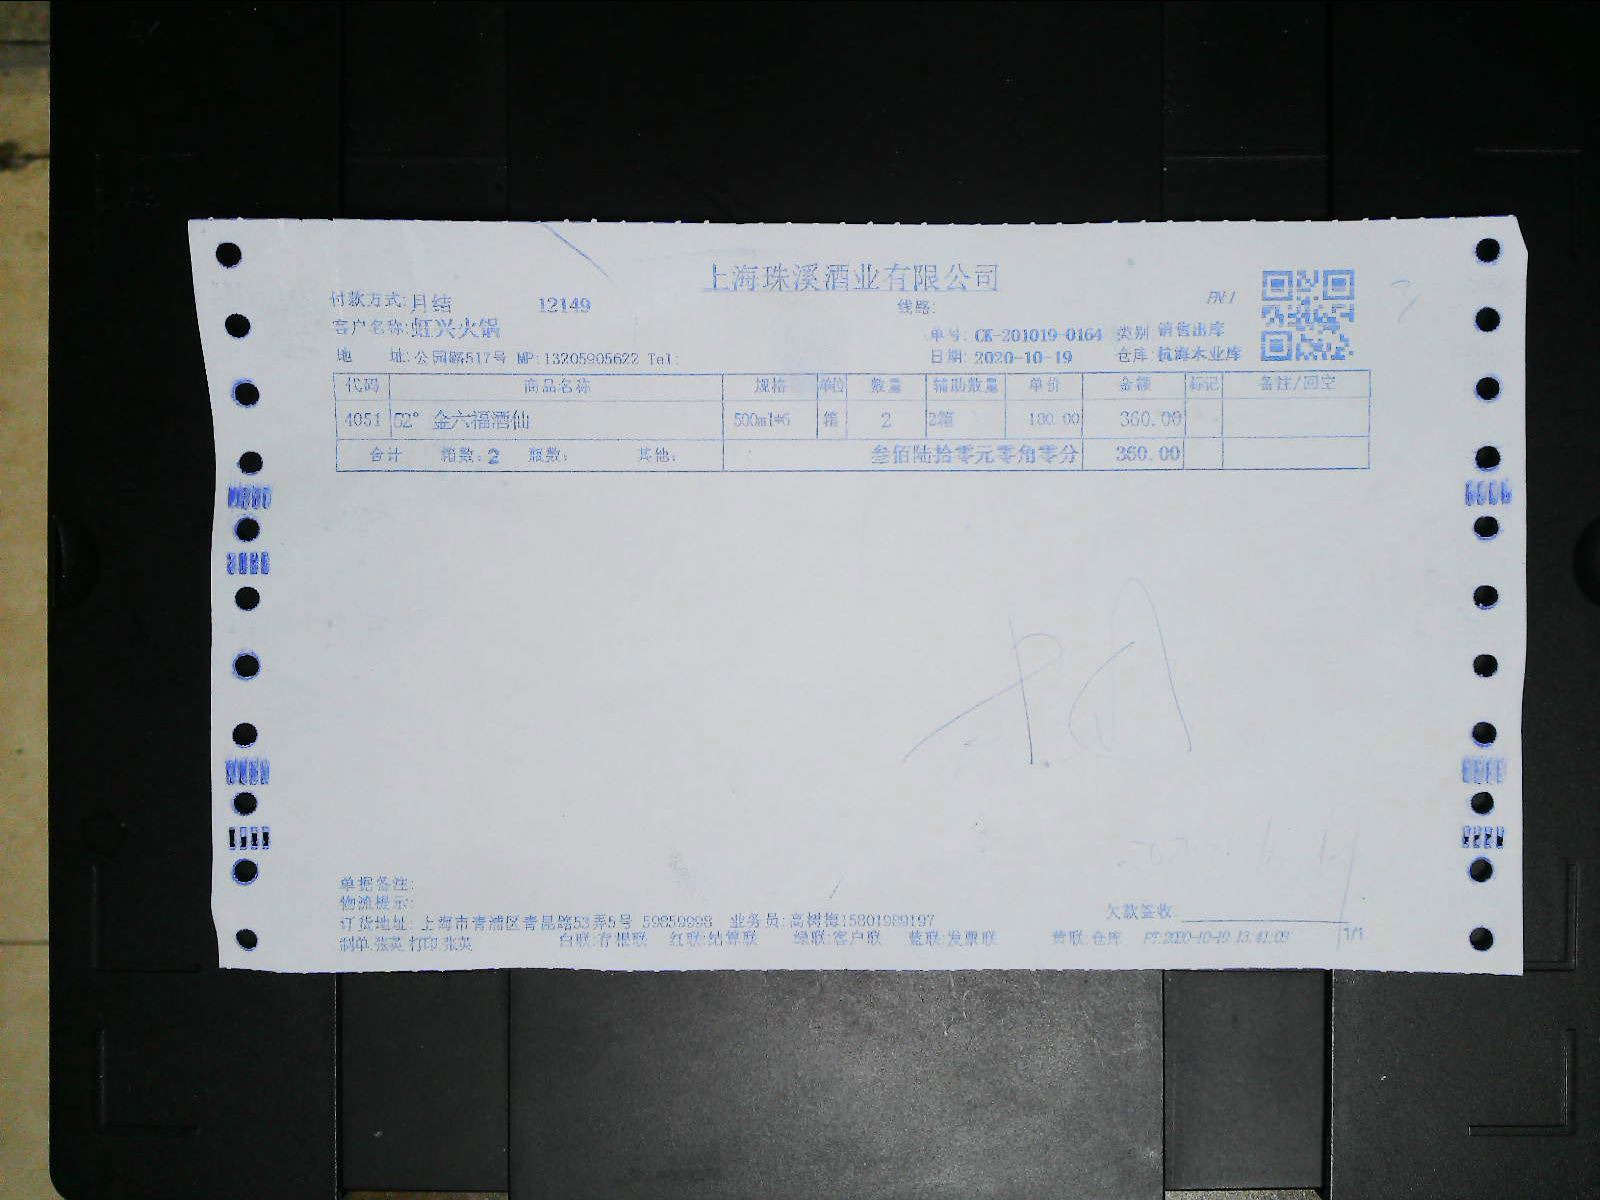 上海珠溪酒业有限公司
付款方式:月结 12149 线路: PN:1
客户名称:虹兴火锅 单号: CK-201019-0164 类别:销售出库
地 址:公园路517号 MP:13205905622 Tel: 日期: 2020-10-19 仓库:杭海木业库
代码 商品名称 规格 单位 数量 辅助数量 单价 金额 标记 备注/回空
4051 52° 金六福酒仙 500ml*6 箱 2 2箱 180.00 360.00
合计 箱数:2 瓶数: 其他: 叁佰陆拾零元零角零分 360.00
单据备注:
物流提示:
订货地址: 上海市青浦区青昆路53弄5号 59859998 业务员:高树梅15801989197 欠款签收:
制单:张英 打印:张英 白联:存根联 红联:结算联 绿联:客户联 蓝联:发票联 黄联:仓库 PT:2020-10-19 13:41:03 1/1